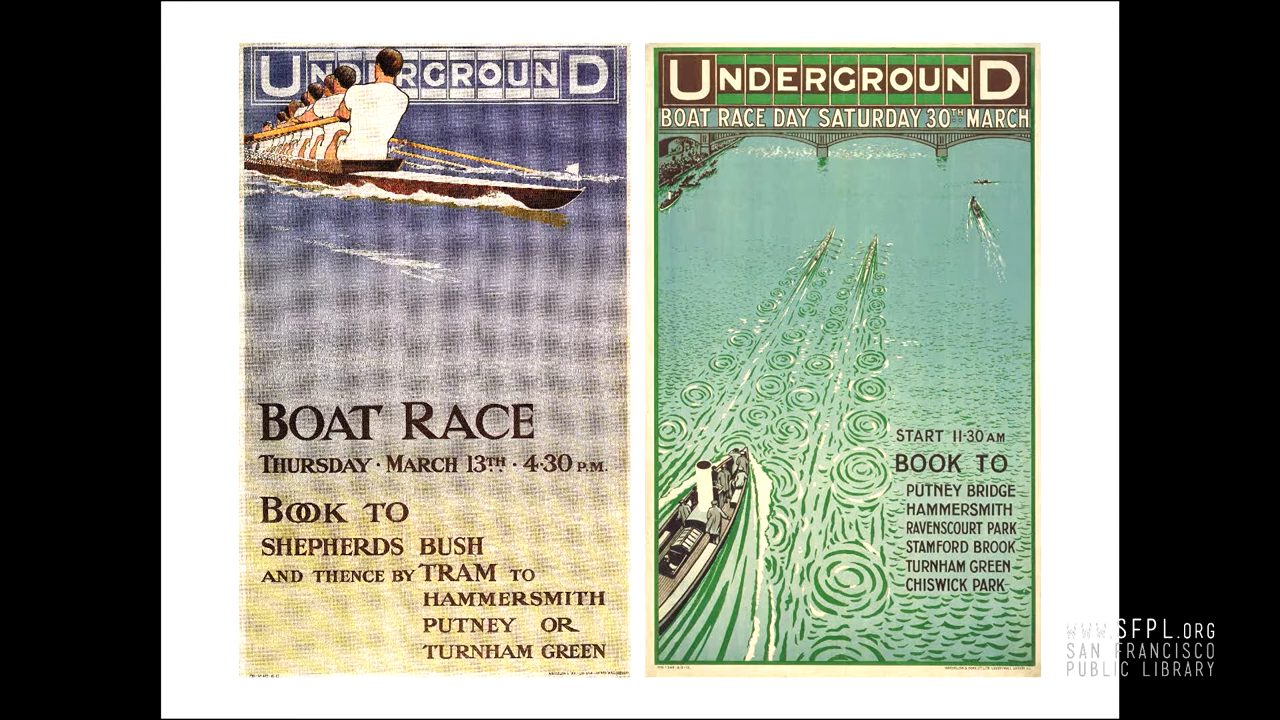 UNDERGROUND
BOAT RACE
THURSDAY · MARCH 13TH · 4·30 P.M.
BOOK TO
SHEPHERDS BUSH
AND THENCE BY TRAM TO
HAMMERSMITH
PUTNEY OR
TURNHAM GREEN
UNDERGROUND
BOAT RACE DAY SATURDAY 30TH MARCH
START 11·30 AM
BOOK TO
PUTNEY BRIDGE
HAMMERSMITH
RAVENSCOURT PARK
STAMFORD BROOK
TURNHAM GREEN
CHISWICK PARK
WWW.SFPL.ORG
SAN FRANCISCO
PUBLIC LIBRARY